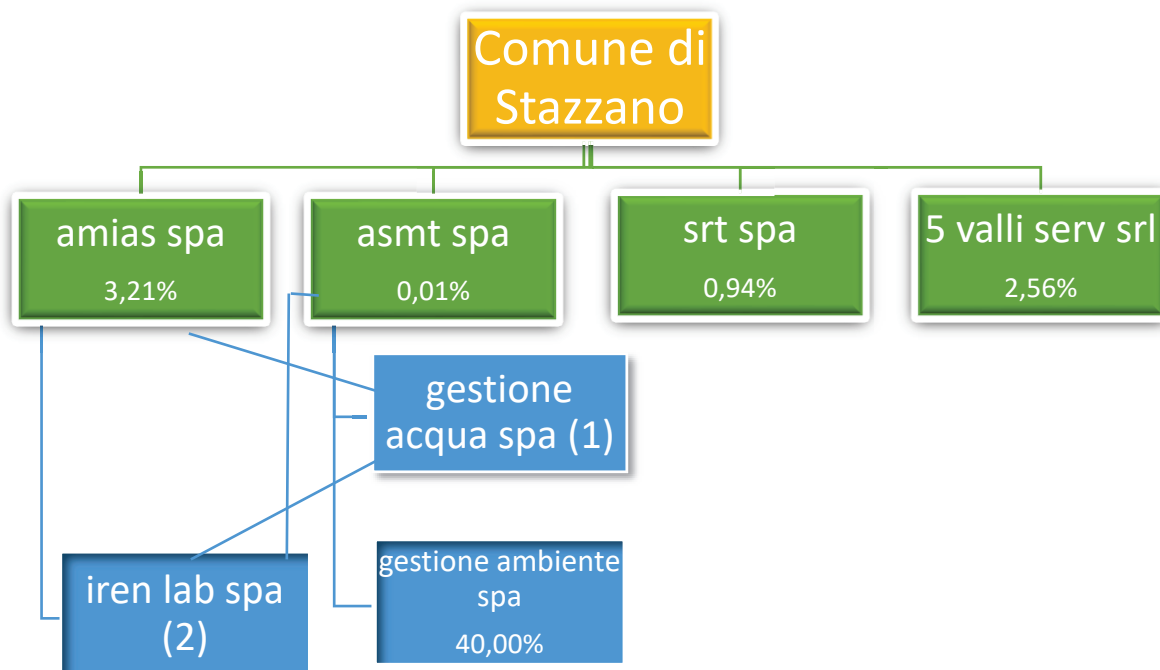 Comune di
Stazzano
amias spa
3,21%
asmt spa
0,01%
srt spa
0,94%
5 valli serv srl
2,56%
gestione
acqua spa (1)
iren lab spa
(2)
gestione ambiente
spa
40,00%